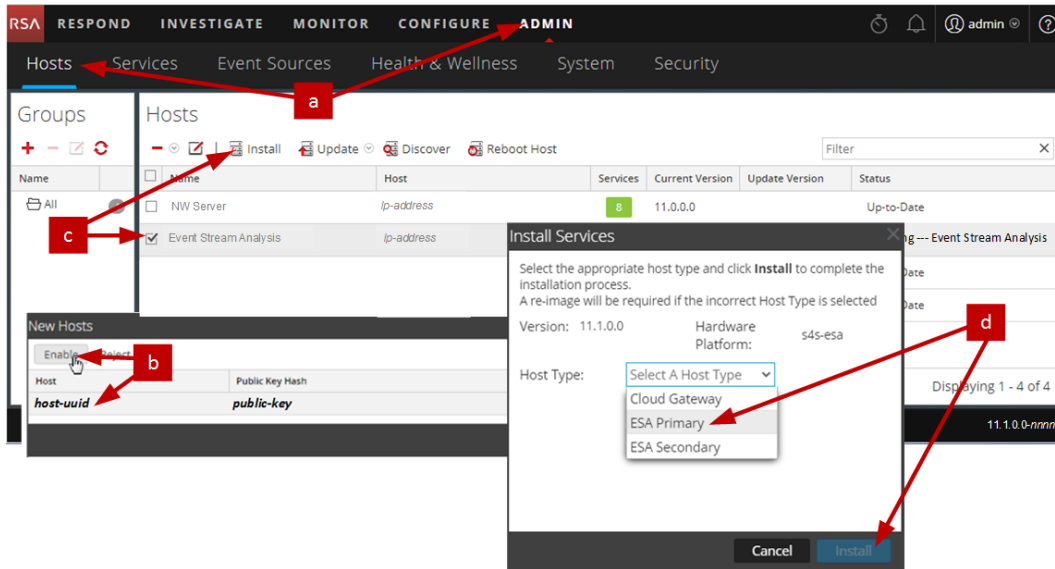 RSA RESPOND INVESTIGATE MONITOR CONFIGURE ADMIN admin
Hosts Services Event Sources Health & Wellness System Security
a
Groups
Hosts
Install Update Discover Reboot Host
Filter
Name
Name Host Services Current Version Update Version Status
All
NW Server ip-address 8 11.0.0.0 Up-to-Date
c
Event Stream Analysis ip-address
ng --- Event Stream Analysis
Date
Date
Displaying 1 - 4 of 4
11.1.0.0-nnnn
New Hosts
Enable Reject
b
Host Public Key Hash
host-uuid public-key
Install Services
Select the appropriate host type and click Install to complete the
installation process.
A re-image will be required if the incorrect Host Type is selected
Version: 11.1.0.0 Hardware
Platform: s4s-esa
d
Host Type: Select A Host Type
Cloud Gateway
ESA Primary
ESA Secondary
Cancel Install